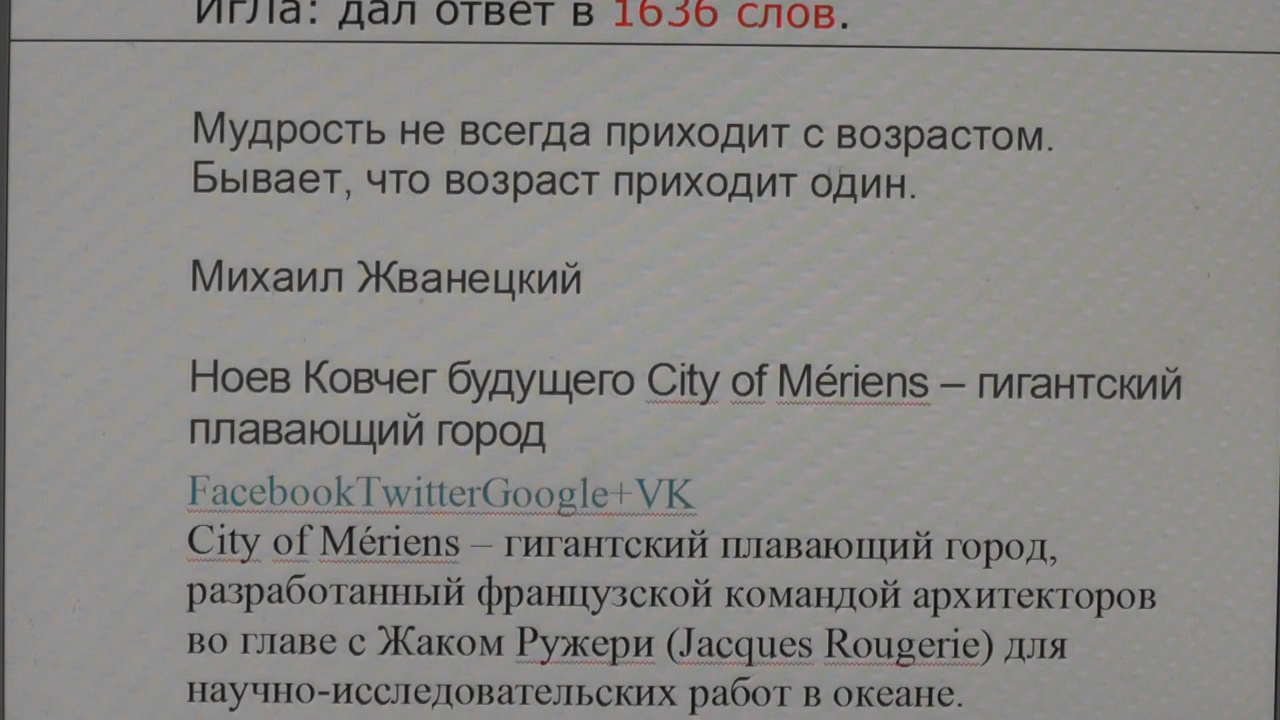 ИгЛа: дал ответ в 1636 слов.
Мудрость не всегда приходит с возрастом.
Бывает, что возраст приходит один.
Михаил Жванецкий
Ноев Ковчег будущего City of Mériens – гигантский
плавающий город
FacebookTwitterGoogle+VK
City of Mériens – гигантский плавающий город,
разработанный французской командой архитекторов
во главе с Жаком Ружери (Jacques Rougerie) для
научно-исследовательских работ в океане.